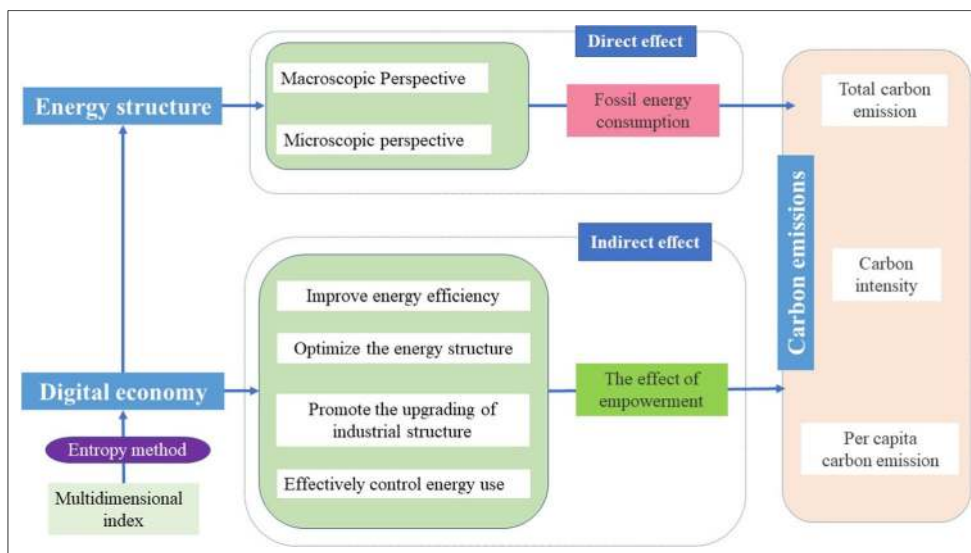 Direct effect
Macroscopic Perspective
Energy structure
Microscopic perspective
Fossil energy
consumption
Total carbon
emission
Indirect effect
Improve energy efficiency
Optimize the energy structure
Digital economy
Promote the upgrading of
industrial structure
Effectively control energy use
The effect of
empowerment
Entropy method
Multidimensional
index
Carbon emissions
Carbon
intensity
Per capita
carbon emission